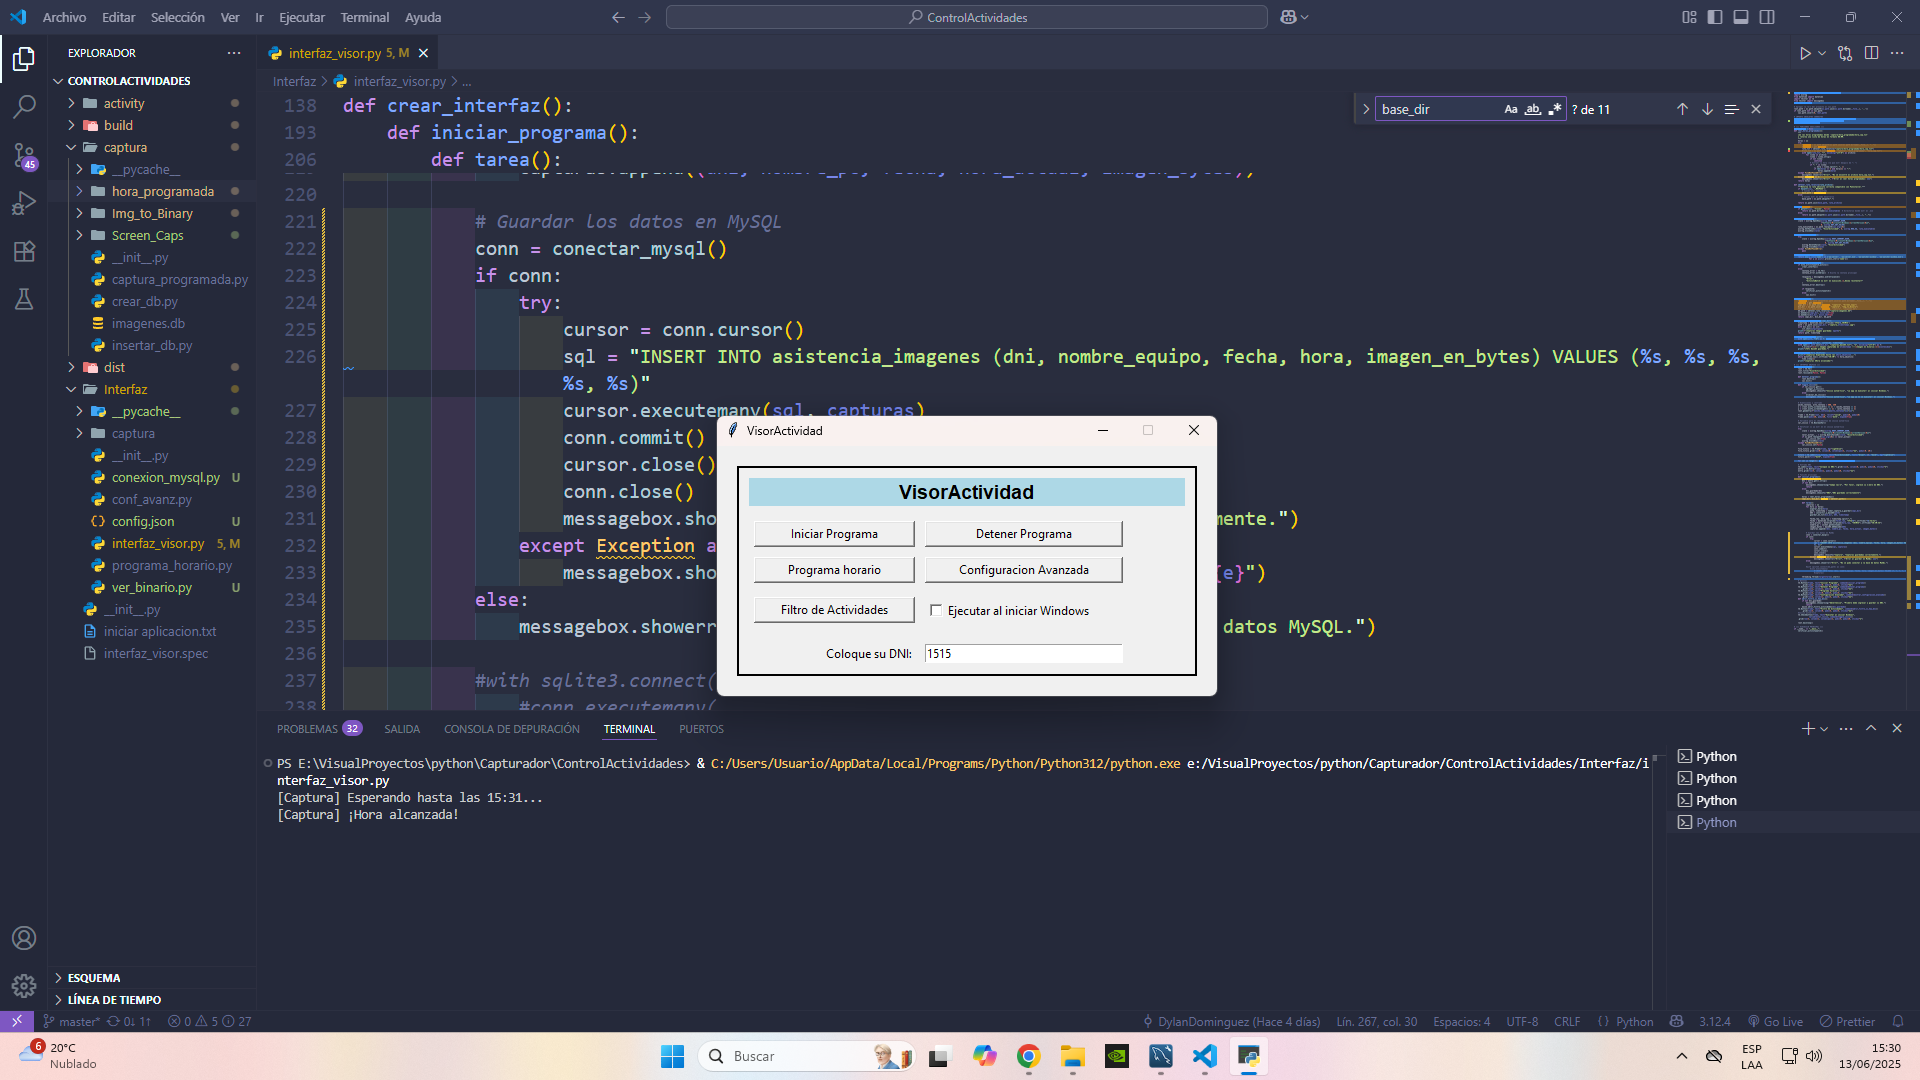 Archivo Editar Selección Ver Ir Ejecutar Terminal Ayuda
ControlActividades
EXPLORADOR
CONTROLACTIVIDADES
activity
build
captura
__pycache__
hora_programada
Img_to_Binary
Screen_Caps
__init__.py
captura_programada.py
crear_db.py
imagenes.db
insertar_db.py
dist
Interfaz
__pycache__
captura
__init__.py
conexion_mysql.py U
conf_avanz.py
config.json U
interfaz_visor.py 5, M
programa_horario.py
ver_binario.py U
__init__.py
iniciar aplicacion.txt
interfaz_visor.spec
ESQUEMA
LÍNEA DE TIEMPO
45
interfaz_visor.py 5, M
Interfaz > interfaz_visor.py > ...
base_dir Aa ab ? de 11
138 def crear_interfaz():
193 def iniciar_programa():
206 def tarea():
220
221 # Guardar los datos en MySQL
222 conn = conectar_mysql()
223 if conn:
224 try:
225 cursor = conn.cursor()
226 sql = "INSERT INTO asistencia_imagenes (dni, nombre_equipo, fecha, hora, imagen_en_bytes) VALUES (%s, %s, %s,
%s, %s)"
227 cursor.executemany(sql, capturas)
228 conn.commit()
229 cursor.close()
230 conn.close()
231 messagebox.sho mente.")
232 except Exception a
233 messagebox.sho {e}")
234 else:
235 messagebox.showerr datos MySQL.")
236
237 #with sqlite3.connect(
238 #conn.executemany(
VisorActividad
VisorActividad
Iniciar Programa Detener Programa
Programa horario Configuracion Avanzada
Filtro de Actividades Ejecutar al iniciar Windows
Coloque su DNI: 1515
PROBLEMAS 32 SALIDA CONSOLA DE DEPURACIÓN TERMINAL PUERTOS
PS E:\VisualProyectos\python\Capturador\ControlActividades> & C:/Users/Usuario/AppData/Local/Programs/Python/Python312/python.exe e:/VisualProyectos/python/Capturador/ControlActividades/Interfaz/i
nterfaz_visor.py
[Captura] Esperando hasta las 15:31...
[Captura] ¡Hora alcanzada!
Python
Python
Python
Python
master* 0↓ 1↑ 0 5 27
DylanDominguez (Hace 4 días) Lín. 267, col. 30 Espacios: 4 UTF-8 CRLF {} Python 3.12.4 Go Live Prettier
6
20°C
Nublado
Buscar
ESP
LAA
15:30
13/06/2025